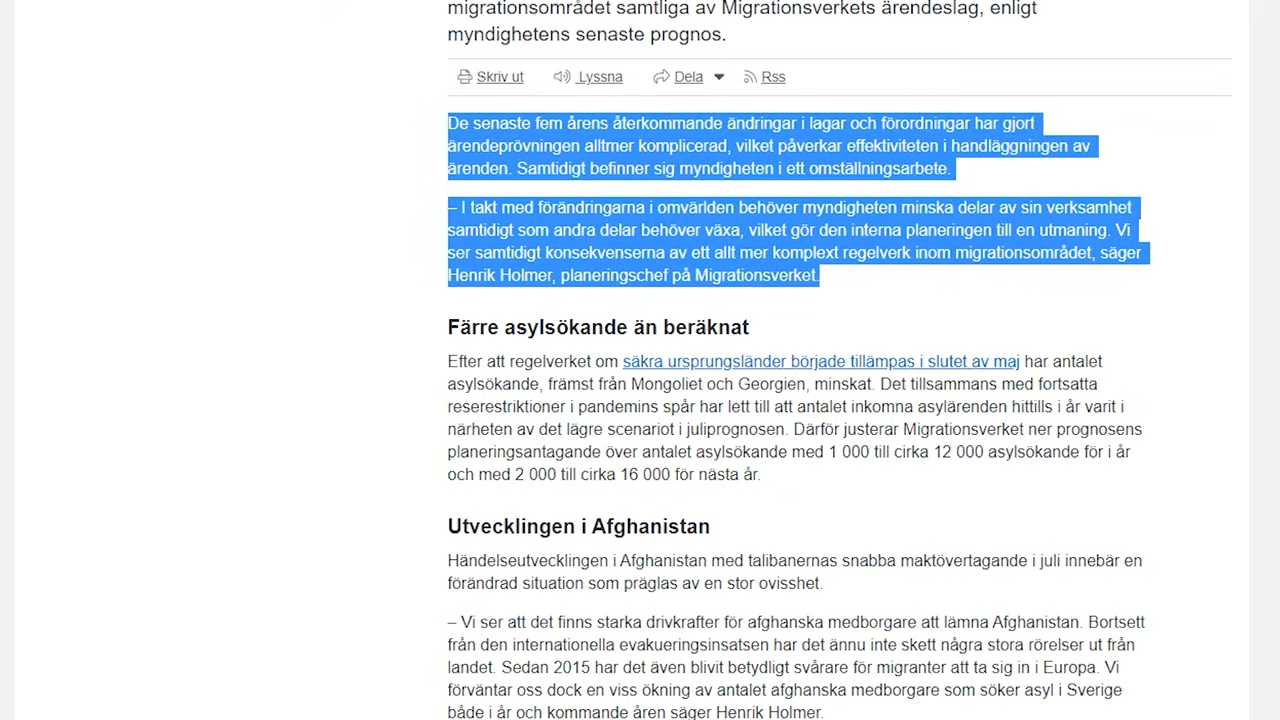 migrationsområdet samtliga av Migrationsverkets ärendeslag, enligt
myndighetens senaste prognos.
Skriv ut Lyssna Dela Rss
De senaste fem årens återkommande ändringar i lagar och förordningar har gjort
ärendeprövningen alltmer komplicerad, vilket påverkar effektiviteten i handläggningen av
ärenden. Samtidigt befinner sig myndigheten i ett omställningsarbete.
– I takt med förändringarna i omvärlden behöver myndigheten minska delar av sin verksamhet
samtidigt som andra delar behöver växa, vilket gör den interna planeringen till en utmaning. Vi
ser samtidigt konsekvenserna av ett allt mer komplext regelverk inom migrationsområdet, säger
Henrik Holmer, planeringschef på Migrationsverket.
Färre asylsökande än beräknat
Efter att regelverket om säkra ursprungsländer började tillämpas i slutet av maj har antalet
asylsökande, främst från Mongoliet och Georgien, minskat. Det tillsammans med fortsatta
reserestriktioner i pandemins spår har lett till att antalet inkomna asylärenden hittills i år varit i
närheten av det lägre scenariot i juliprognosen. Därför justerar Migrationsverket ner prognosens
planeringsantagande över antalet asylsökande med 1 000 till cirka 12 000 asylsökande för i år
och med 2 000 till cirka 16 000 för nästa år.
Utvecklingen i Afghanistan
Händelseutvecklingen i Afghanistan med talibanernas snabba maktövertagande i juli innebär en
förändrad situation som präglas av en stor ovisshet.
– Vi ser att det finns starka drivkrafter för afghanska medborgare att lämna Afghanistan. Bortsett
från den internationella evakueringsinsatsen har det ännu inte skett några stora rörelser ut från
landet. Sedan 2015 har det även blivit betydligt svårare för migranter att ta sig in i Europa. Vi
förväntar oss dock en viss ökning av antalet afghanska medborgare som söker asyl i Sverige
både i år och kommande åren säger Henrik Holmer.